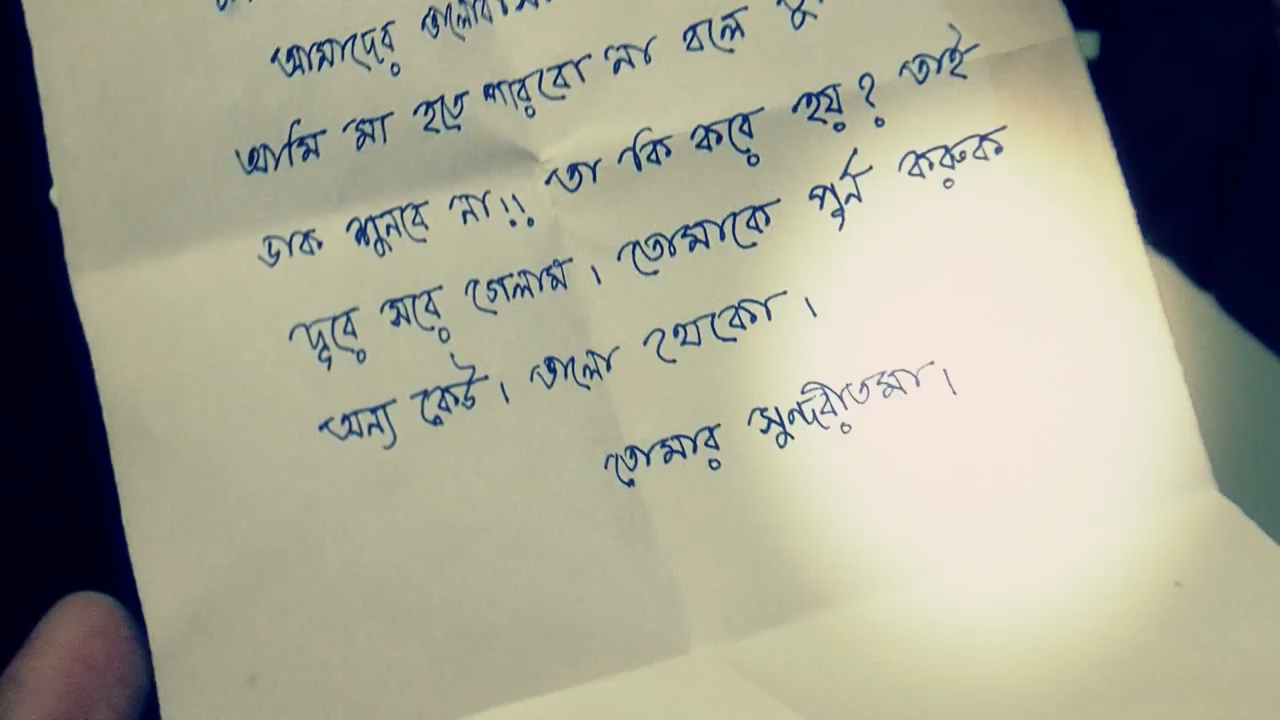 আমাদের
আমি মা হতে পারবো না বলে
ডাক শুনবে না!! তা কি করে হয়? তাই
দূরে সরে গেলাম। তোমাকে পূর্ন করুক
অন্য কেউ। ভালো থেকো।
তোমার সুন্দরীতমা।